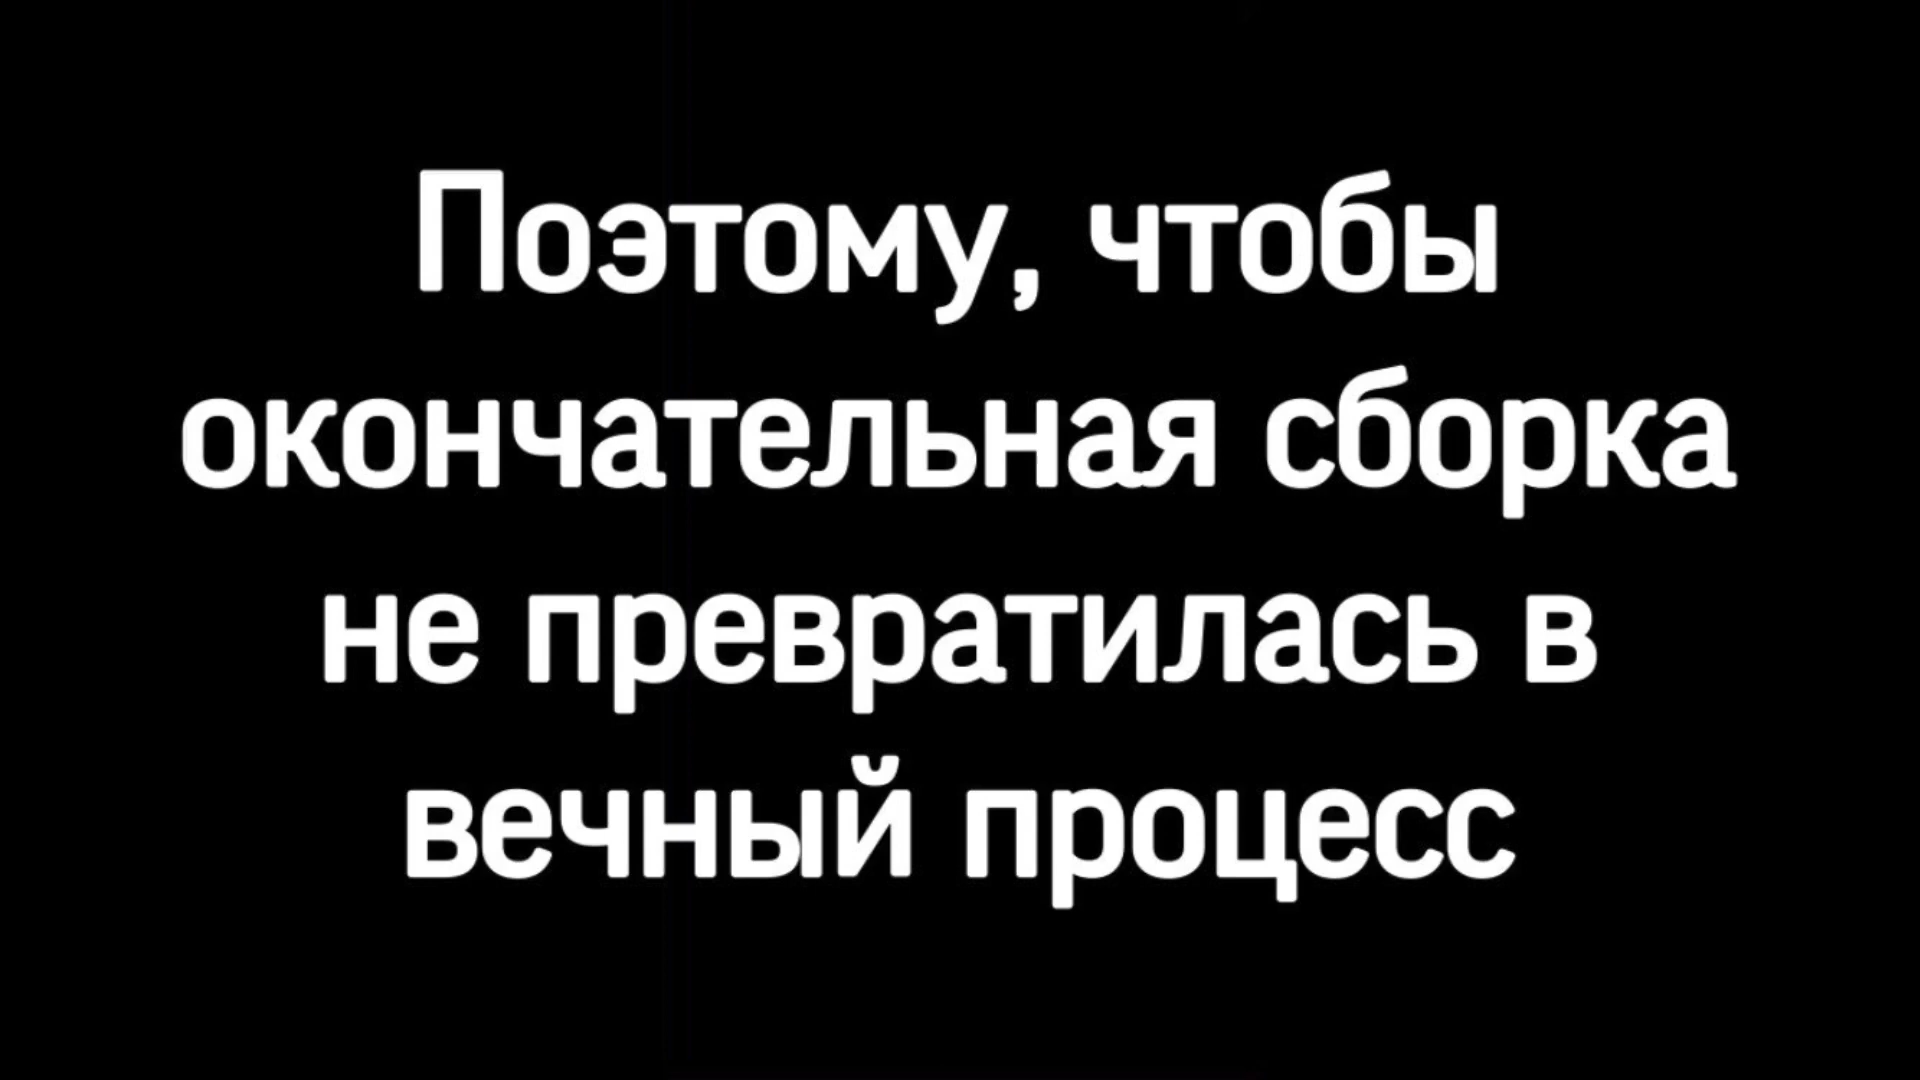 Поэтому, чтобы
окончательная сборка
не превратилась в
вечный процесс